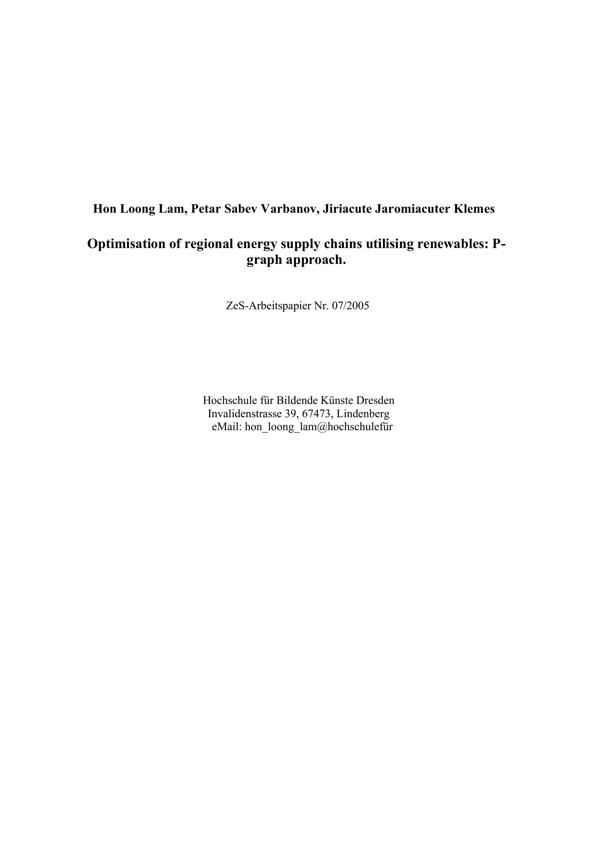 Hon Loong Lam, Petar Sabev Varbanov, Jiriacute Jaromiacuter Klemes
Optimisation of regional energy supply chains utilising renewables: P-
graph approach.
ZeS-Arbeitspapier Nr. 07/2005
Hochschule für Bildende Künste Dresden
Invalidenstrasse 39, 67473, Lindenberg
eMail: hon_loong_lam@hochschulefür